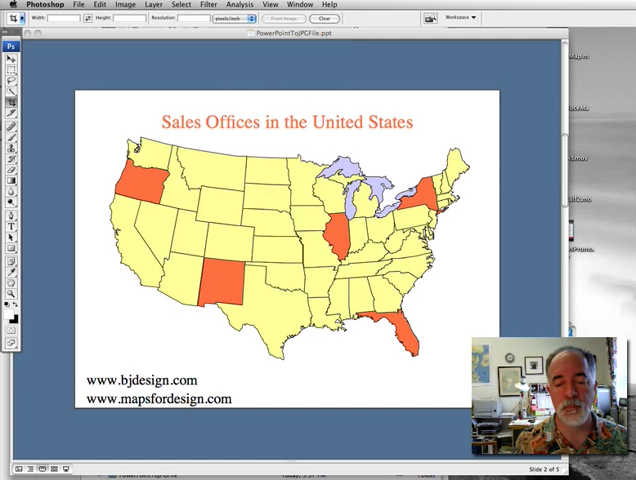 Photoshop File Edit Image Layer Select Filter Analysis View Window Help
Width: Height: Resolution: pixels/inch Front Image Clear Workspace
PowerPointToJPGFile.ppt
Sales Offices in the United States
www.bjdesign.com
www.mapsfordesign.com
Slide 2 of 5